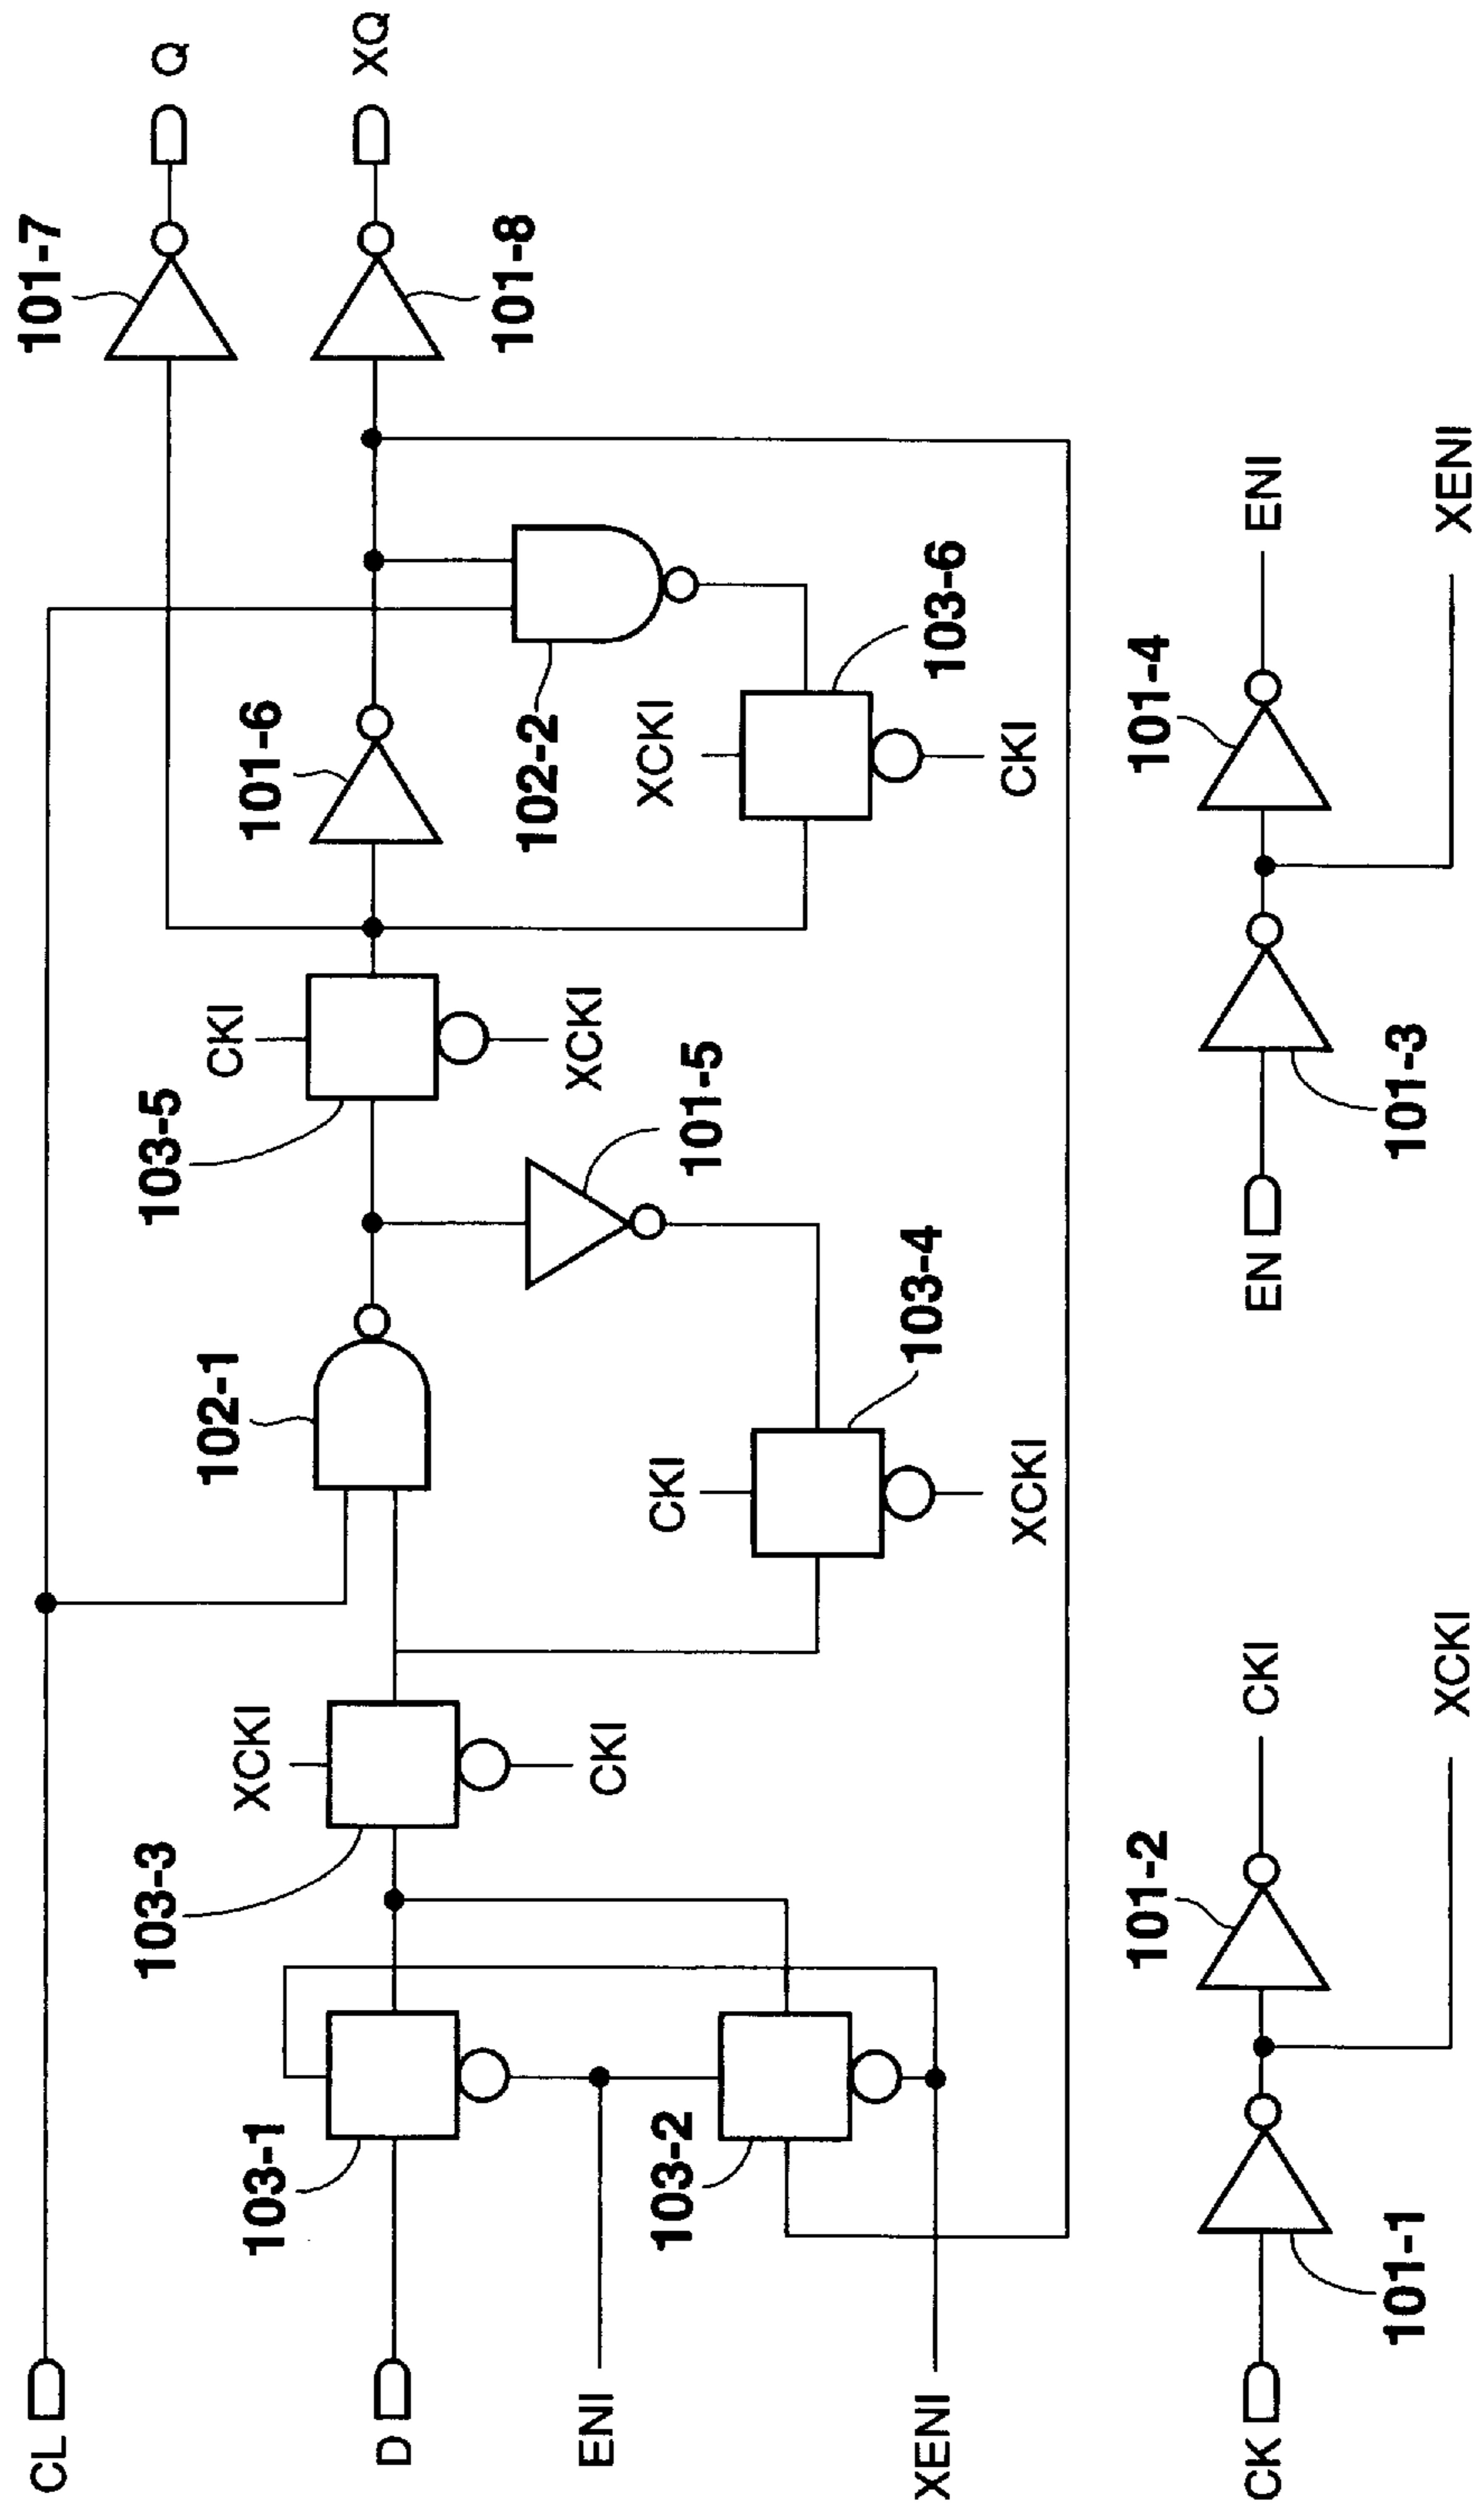 CL
D
ENI
XENI
103-1
103-2
103-3
XCKI
CKI
102-1
CKI
XCKI
103-4
101-5
103-5
CKI
XCKI
101-6
102-2
XCKI
CKI
103-6
101-7
101-8
Q
XQ
CK
101-1
101-2
CKI
XCKI
EN
101-3
101-4
ENI
XENI